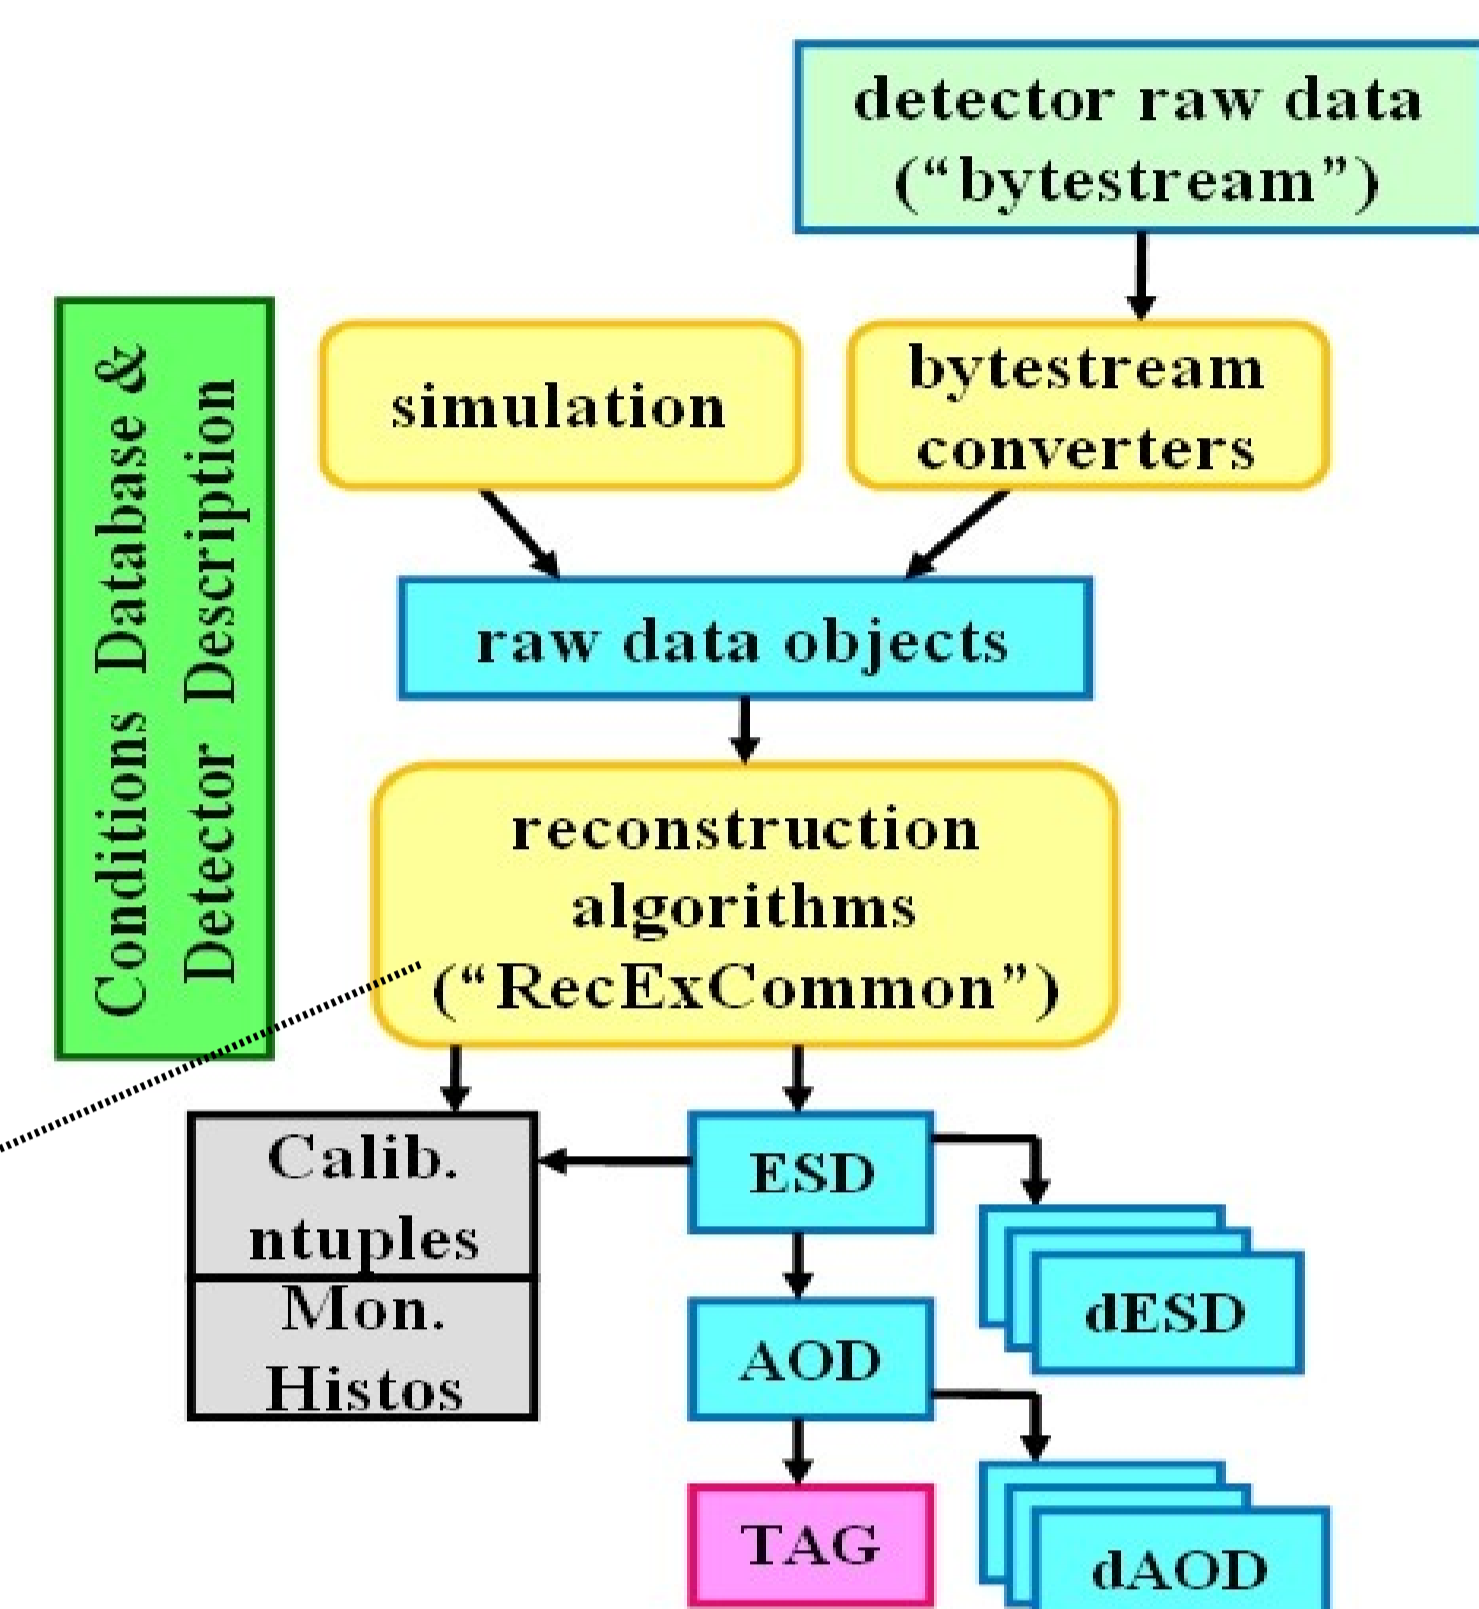 detector raw data
(“bytestream”)
Conditions Database &
Detector Description
simulation
bytestream
converters
raw data objects
reconstruction
algorithms
(“RecExCommon”)
Calib.
ntuples
Mon.
Histos
ESD
dESD
AOD
TAG
dAOD